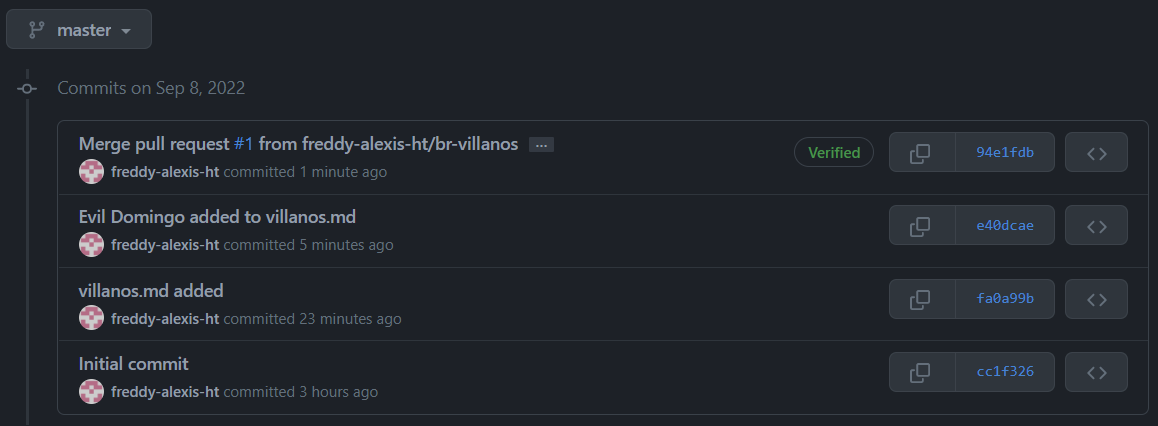 master
Commits on Sep 8, 2022
Merge pull request #1 from freddy-alexis-ht/br-villanos ...
freddy-alexis-ht committed 1 minute ago
Verified
94e1fdb
Evil Domingo added to villanos.md
freddy-alexis-ht committed 5 minutes ago
e40dcae
villanos.md added
freddy-alexis-ht committed 23 minutes ago
fa0a99b
Initial commit
freddy-alexis-ht committed 3 hours ago
cc1f326